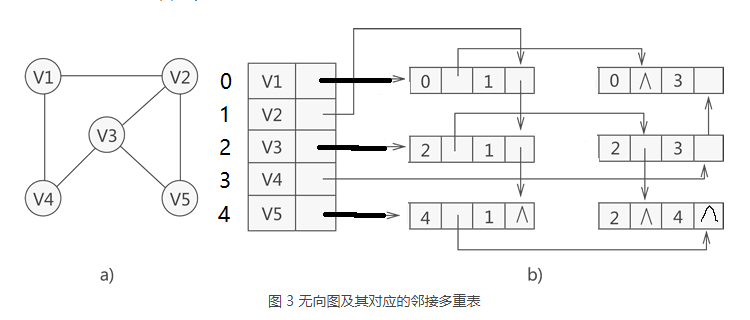 V1 V2
V3
V4 V5
0 V1 0 1 0 ∧ 3
1 V2
2 V3 2 1 2 3
3 V4
4 V5 4 1 ∧ 2 ∧ 4 ∧
a) b)
图 3 无向图及其对应的邻接多重表